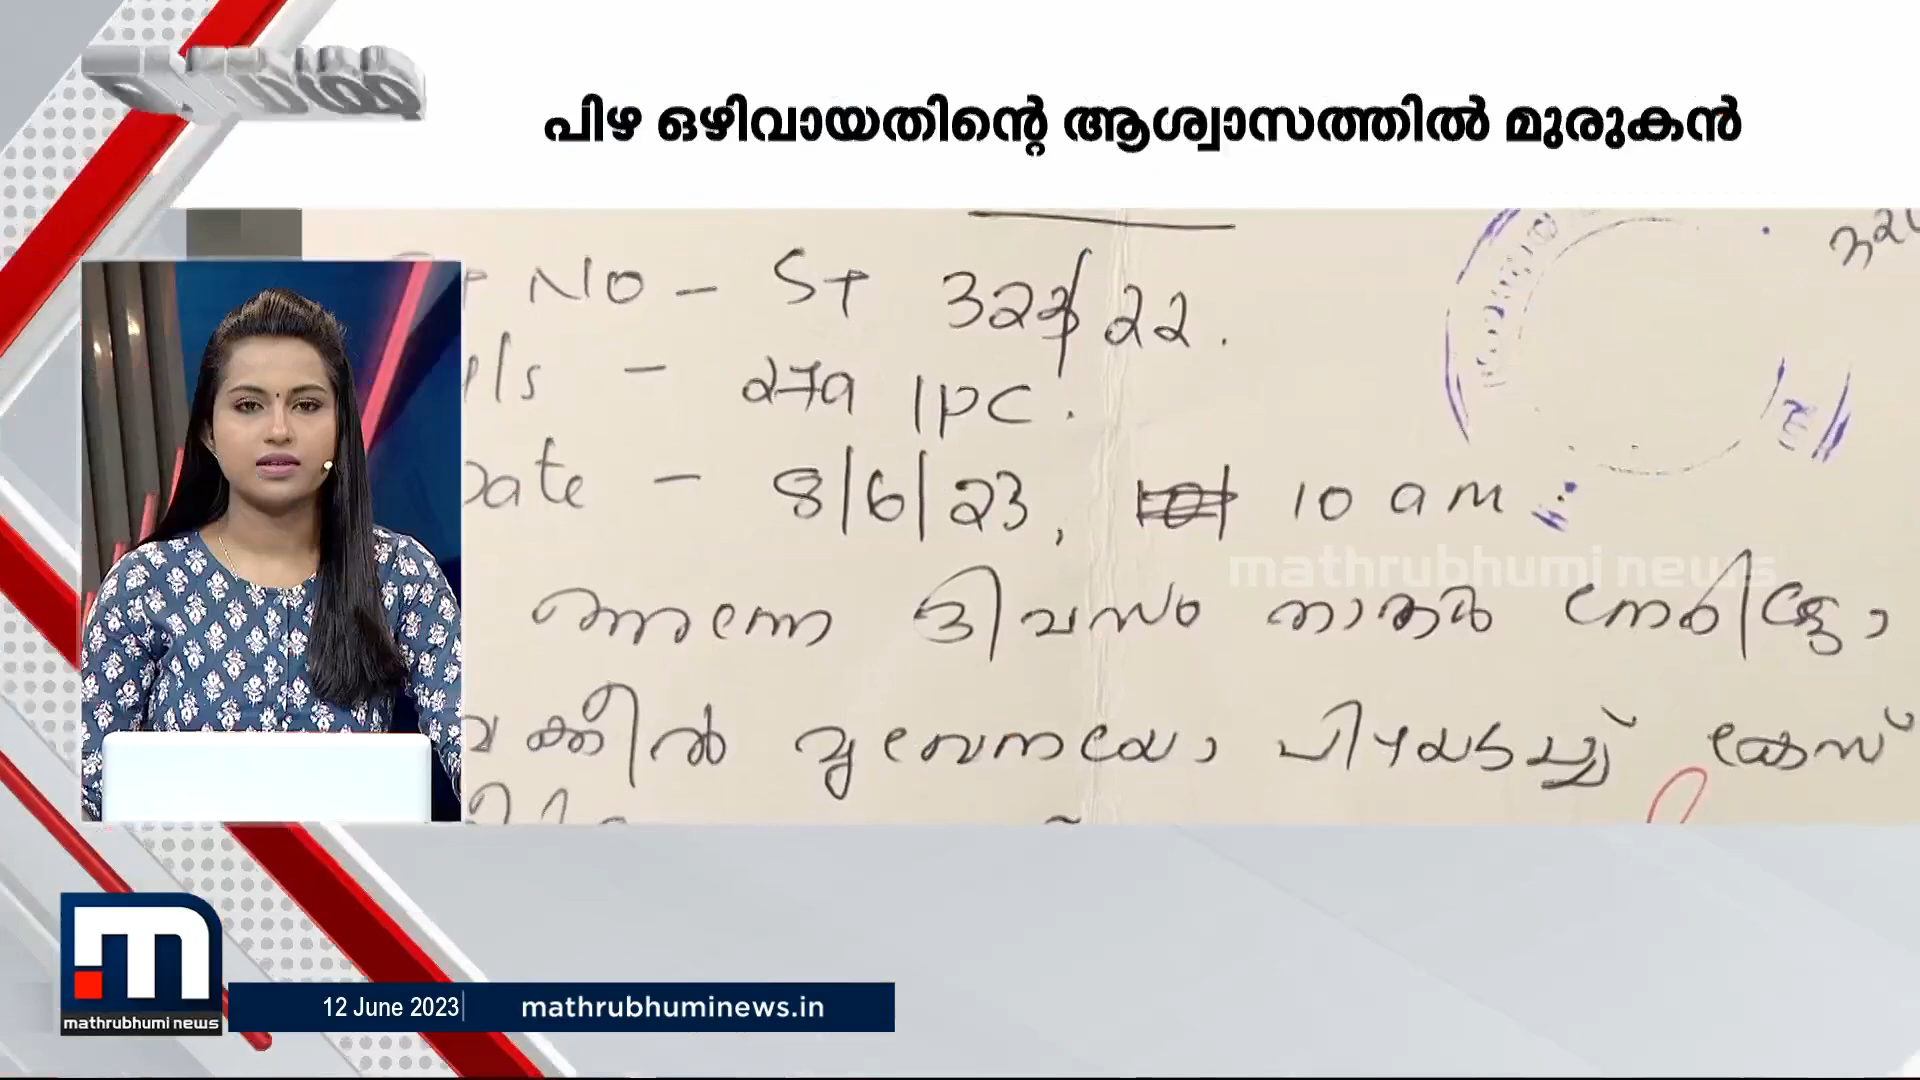 പിഴ ഒഴിവായതിന്റെ ആശ്വാസത്തിൽ മുരുകൻ
No - ST 323/22.
u/s - 279 IPC.
Date - 8/6/23, 10 am
mathrubhumi news
അന്നേ ദിവസം താങ്കൾ നേരിട്ടോ
വക്കീൽ മുഖേനയോ പിഴയടച്ച് കേസ്
mathrubhumi news
12 June 2023
mathrubhuminews.in